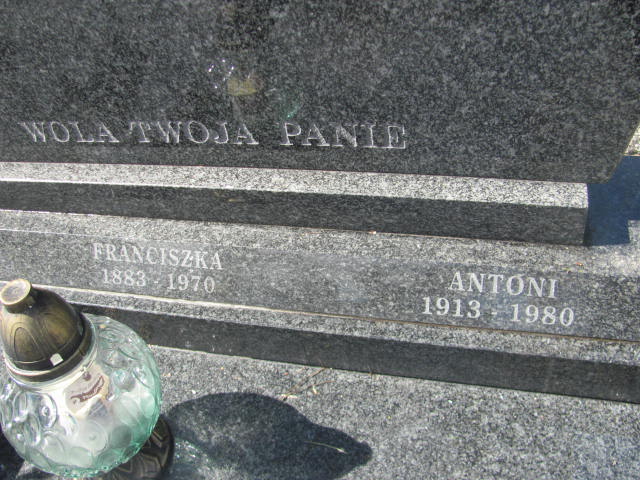 WOLA TWOJA PANIE
FRANCISZKA
1883 - 1970
ANTONI
1913 - 1980